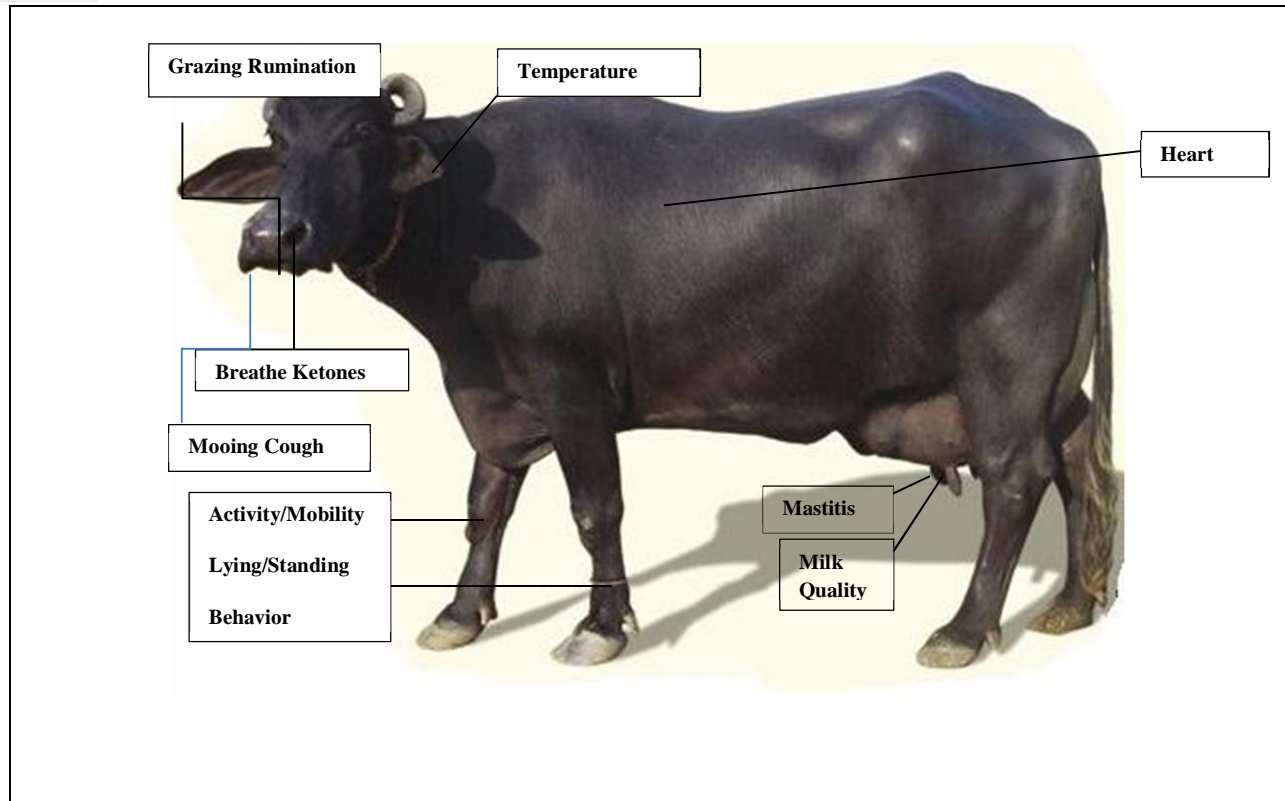 Grazing Rumination
Temperature
Heart
Breathe Ketones
Mooing Cough
Activity/Mobility
Lying/Standing
Behavior
Mastitis
Milk
Quality